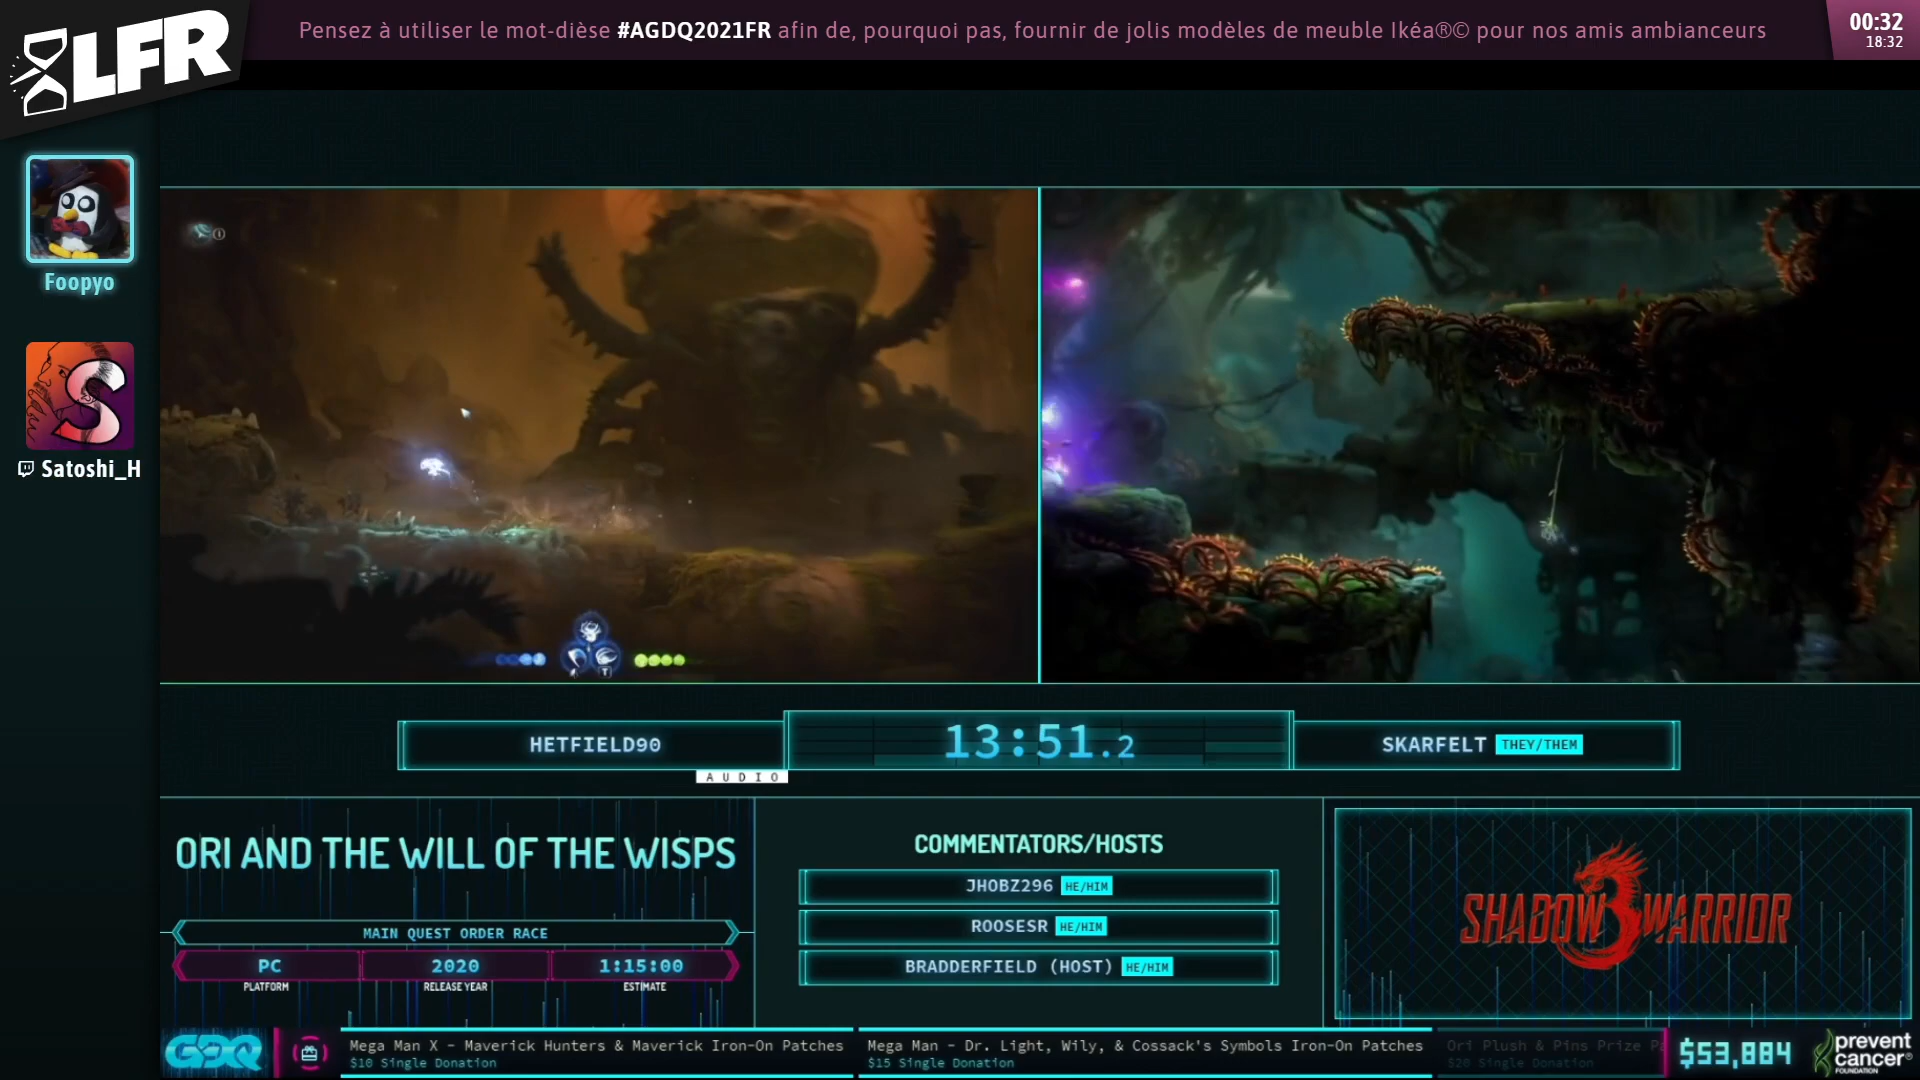 LFR
Pensez à utiliser le mot-dièse #AGDQ2021FR afin de, pourquoi pas, fournir de jolis modèles de meuble Ikéa®© pour nos amis ambianceurs
00:32
18:32
Foopyo
S
Satoshi_H
HETFIELD90
13:51.2
SKARFELT THEY/THEM
AUDIO
ORI AND THE WILL OF THE WISPS
MAIN QUEST ORDER RACE
PC
2020
1:15:00
PLATFORM
RELEASE YEAR
ESTIMATE
COMMENTATORS/HOSTS
JHOBZ296 HE/HIM
ROOSESR HE/HIM
BRADDERFIELD (HOST) HE/HIM
SHADOW 3 WARRIOR
GDQ
Mega Man X - Maverick Hunters & Maverick Iron-On Patches
$10 Single Donation
Mega Man - Dr. Light, Wily, & Cossack's Symbols Iron-On Patches
$15 Single Donation
Ori Plush & Pins Prize
$20 Single Donation
$53,884
prevent
cancer®
FOUNDATION